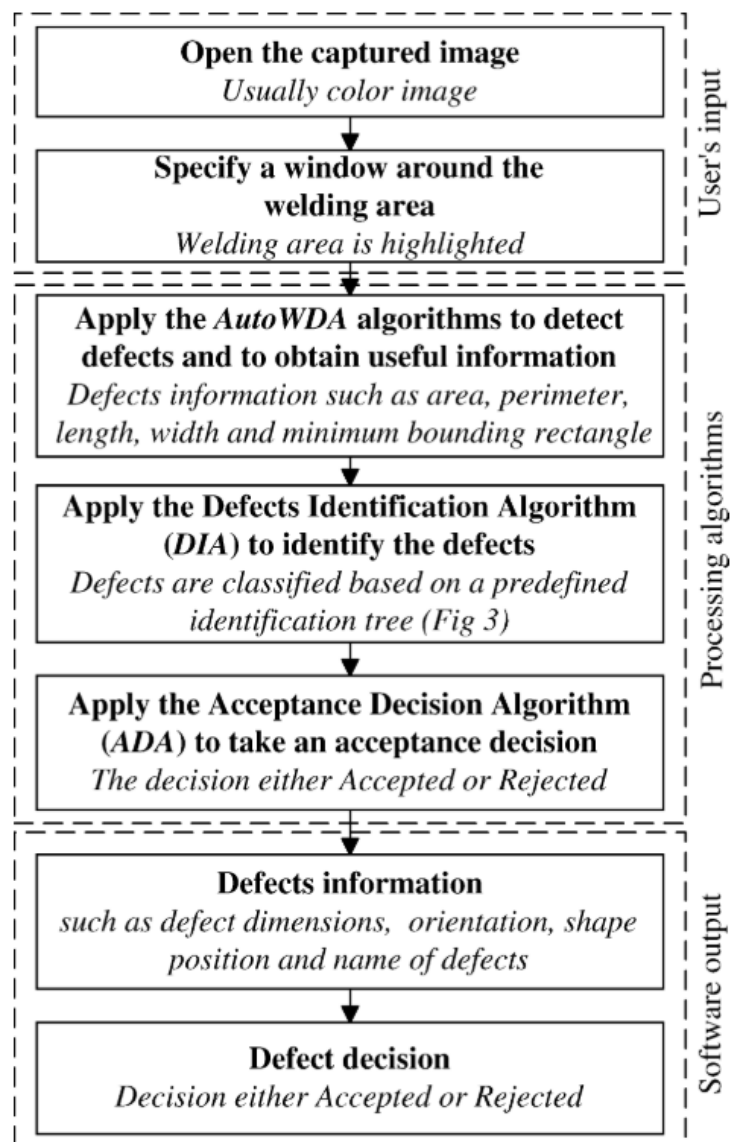 Open the captured image
Usually color image
Specify a window around the
welding area
Welding area is highlighted
User's input
Apply the AutoWDA algorithms to detect
defects and to obtain useful information
Defects information such as area, perimeter,
length, width and minimum bounding rectangle
Apply the Defects Identification Algorithm
(DIA) to identify the defects
Defects are classified based on a predefined
identification tree (Fig 3)
Apply the Acceptance Decision Algorithm
(ADA) to take an acceptance decision
The decision either Accepted or Rejected
Processing algorithms
Defects information
such as defect dimensions, orientation, shape
position and name of defects
Defect decision
Decision either Accepted or Rejected
Software output